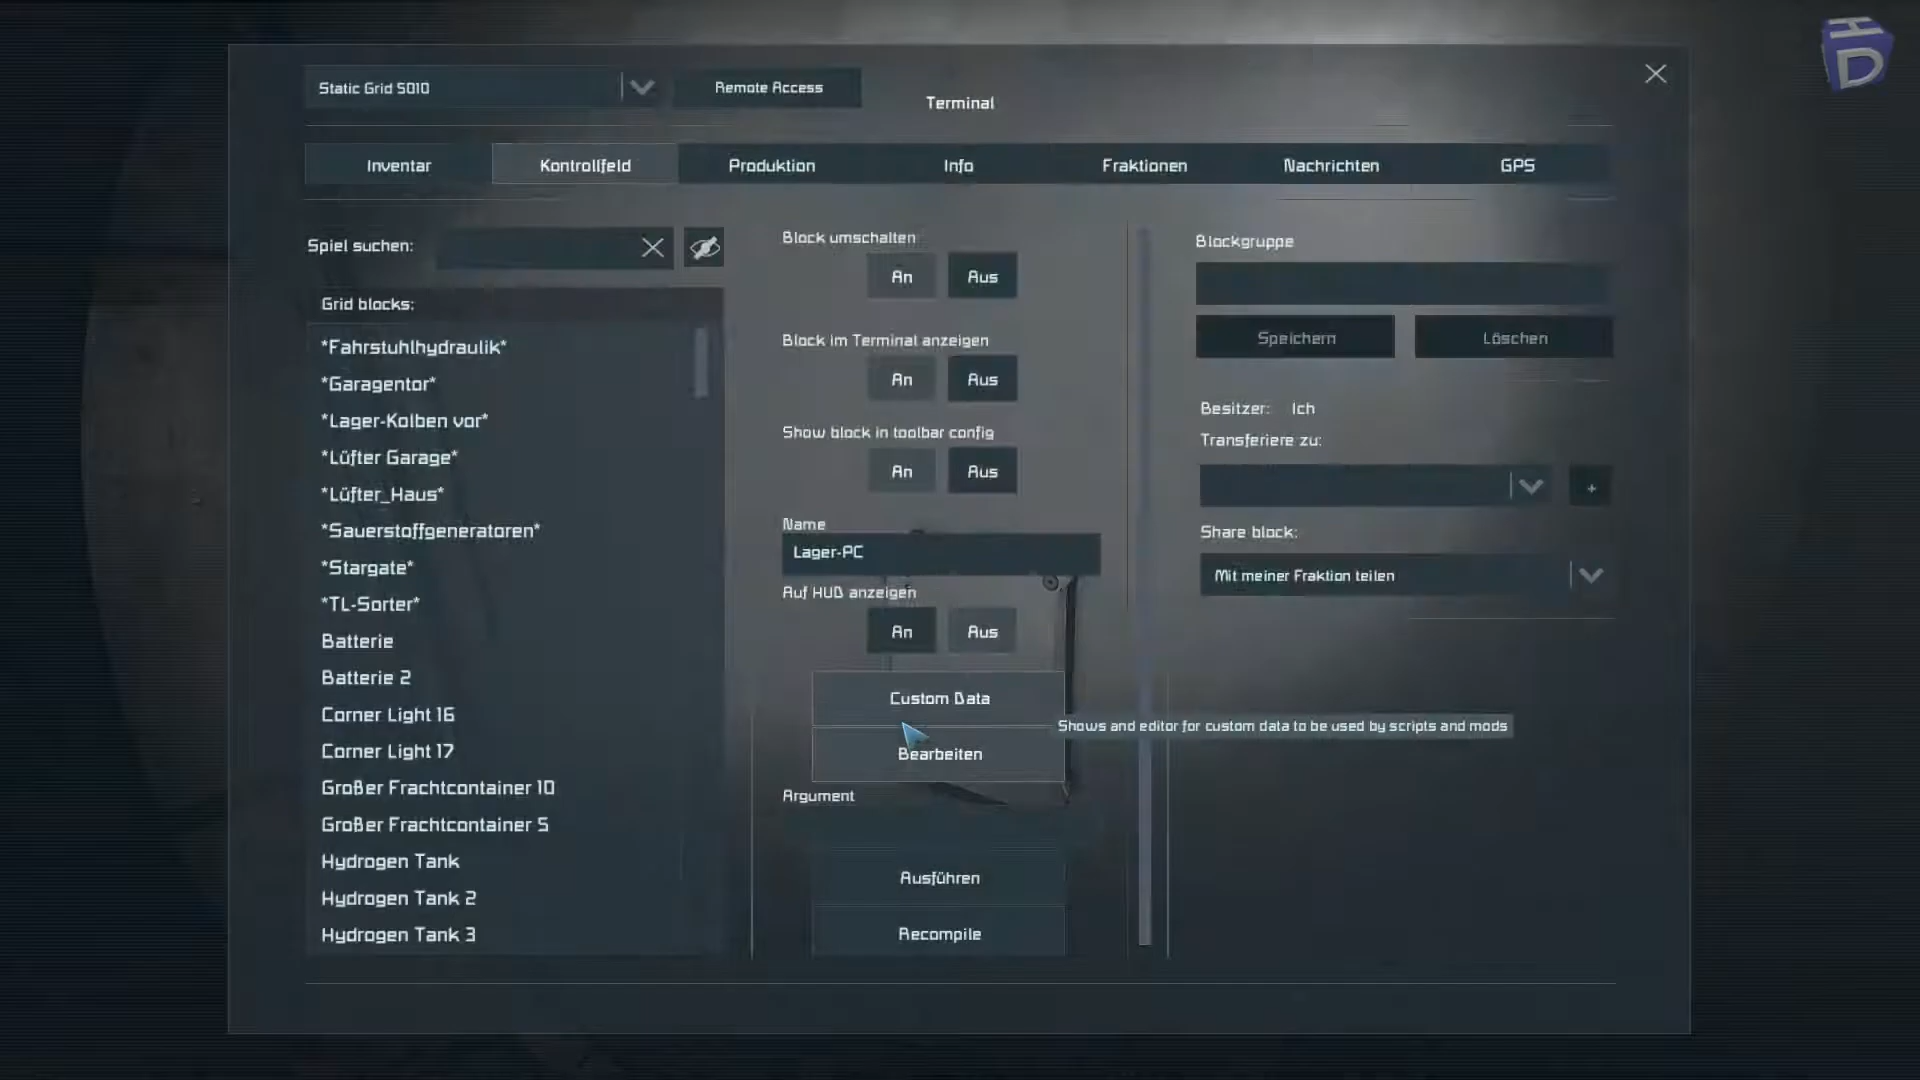 HD
Static Grid 5010
Remote Access
Terminal
Inventar
Kontrollfeld
Produktion
Info
Fraktionen
Nachrichten
GPS
Spiel suchen:
Grid blocks:
*Fahrstuhlhydraulik*
*Garagentor*
*Lager-Kolben vor*
*Lüfter Garage*
*Lüfter_Haus*
*Sauerstoffgeneratoren*
*Stargate*
*TL-Sorter*
Batterie
Batterie 2
Corner Light 16
Corner Light 17
Großer Frachtcontainer 10
Großer Frachtcontainer 5
Hydrogen Tank
Hydrogen Tank 2
Hydrogen Tank 3
Block umschalten
An
Aus
Block im Terminal anzeigen
An
Aus
Show block in toolbar config
An
Aus
Name
Lager-PC
Auf HUD anzeigen
An
Aus
Custom Data
Shows and editor for custom data to be used by scripts and mods
Bearbeiten
Argument
Ausführen
Recompile
Blockgruppe
Speichern
Löschen
Besitzer: Ich
Transferiere zu:
+
Share block:
Mit meiner Fraktion teilen